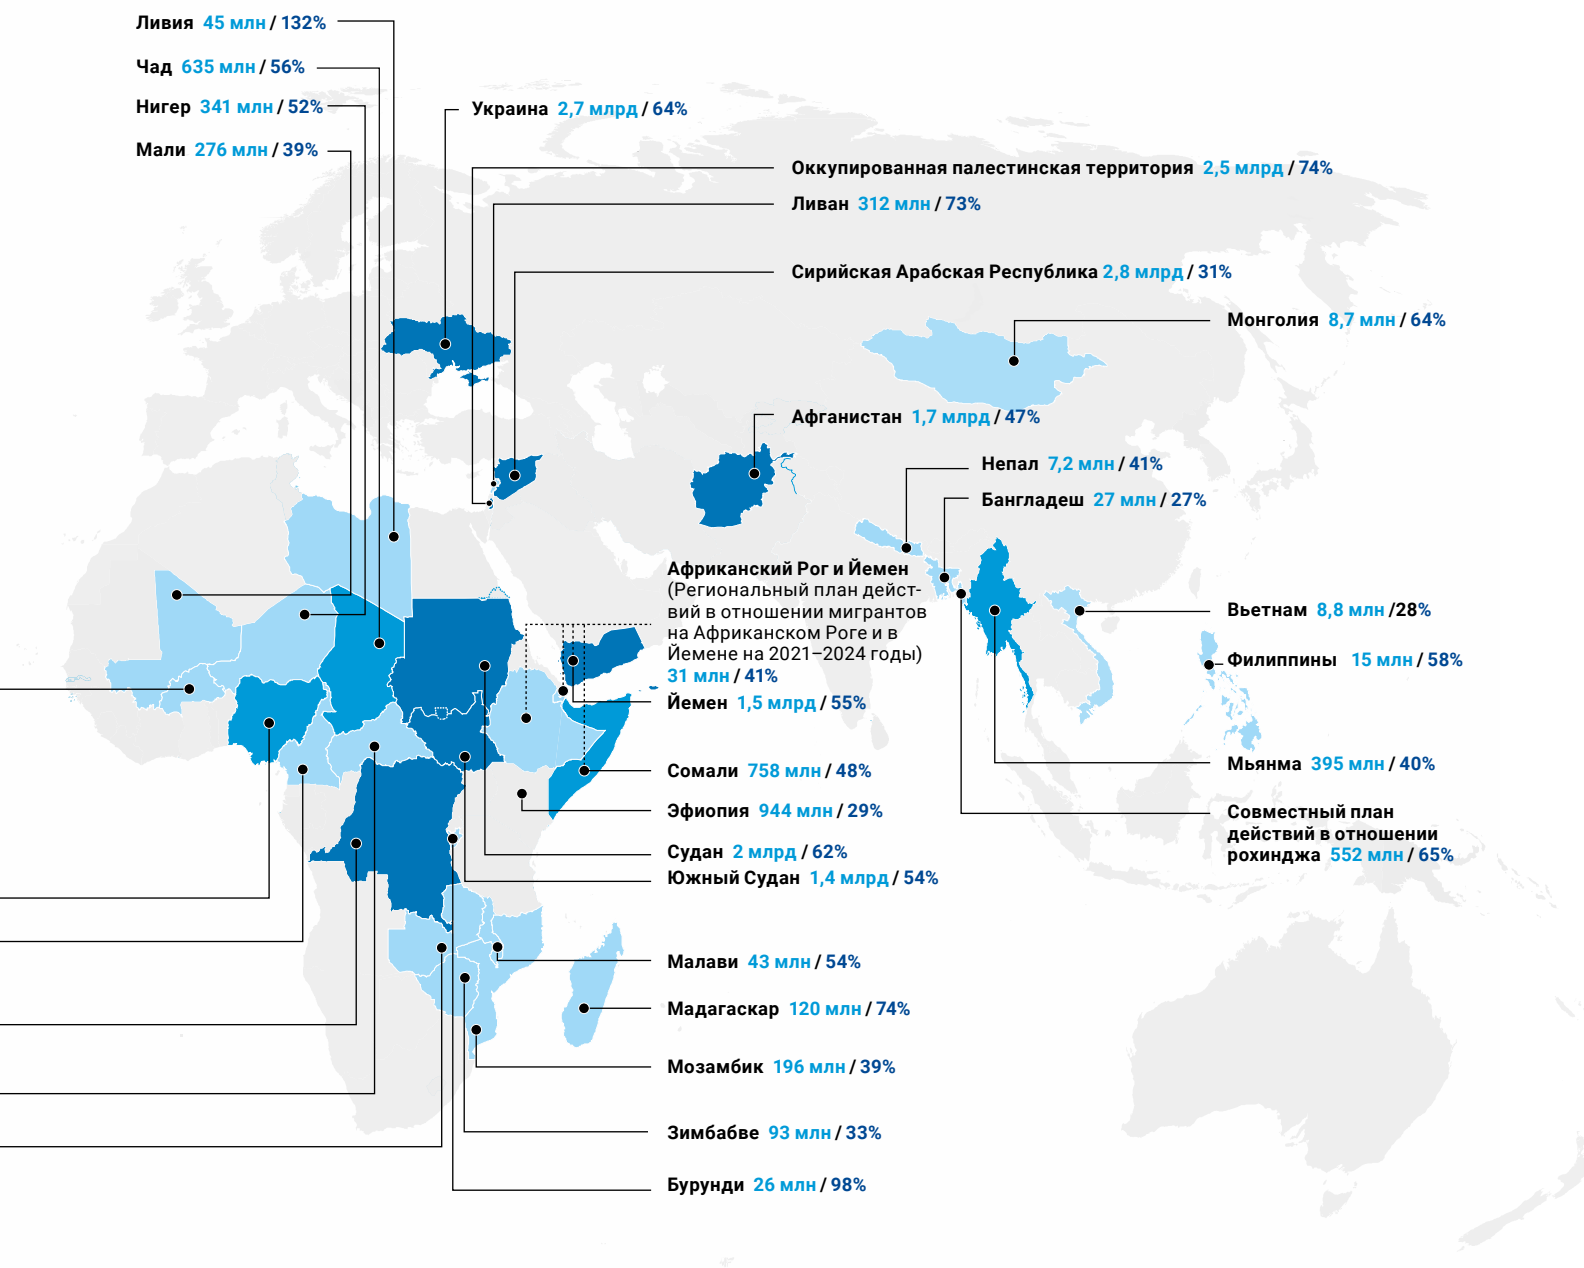 Ливия 45 млн / 132%
Чад 635 млн / 56%
Нигер 341 млн / 52%
Мали 276 млн / 39%
Украина 2,7 млрд / 64%
Оккупированная палестинская территория 2,5 млрд / 74%
Ливан 312 млн / 73%
Сирийская Арабская Республика 2,8 млрд / 31%
Монголия 8,7 млн / 64%
Афганистан 1,7 млрд / 47%
Непал 7,2 млн / 41%
Бангладеш 27 млн / 27%
Африканский Рог и Йемен
(Региональный план дейст-
вий в отношении мигрантов
на Африканском Роге и в
Йемене на 2021–2024 годы)
31 млн / 41%
Йемен 1,5 млрд / 55%
Сомали 758 млн / 48%
Эфиопия 944 млн / 29%
Судан 2 млрд / 62%
Южный Судан 1,4 млрд / 54%
Малави 43 млн / 54%
Мадагаскар 120 млн / 74%
Мозамбик 196 млн / 39%
Зимбабве 93 млн / 33%
Бурунди 26 млн / 98%
Вьетнам 8,8 млн /28%
Филиппины 15 млн / 58%
Мьянма 395 млн / 40%
Совместный план
действий в отношении
рохинджа 552 млн / 65%